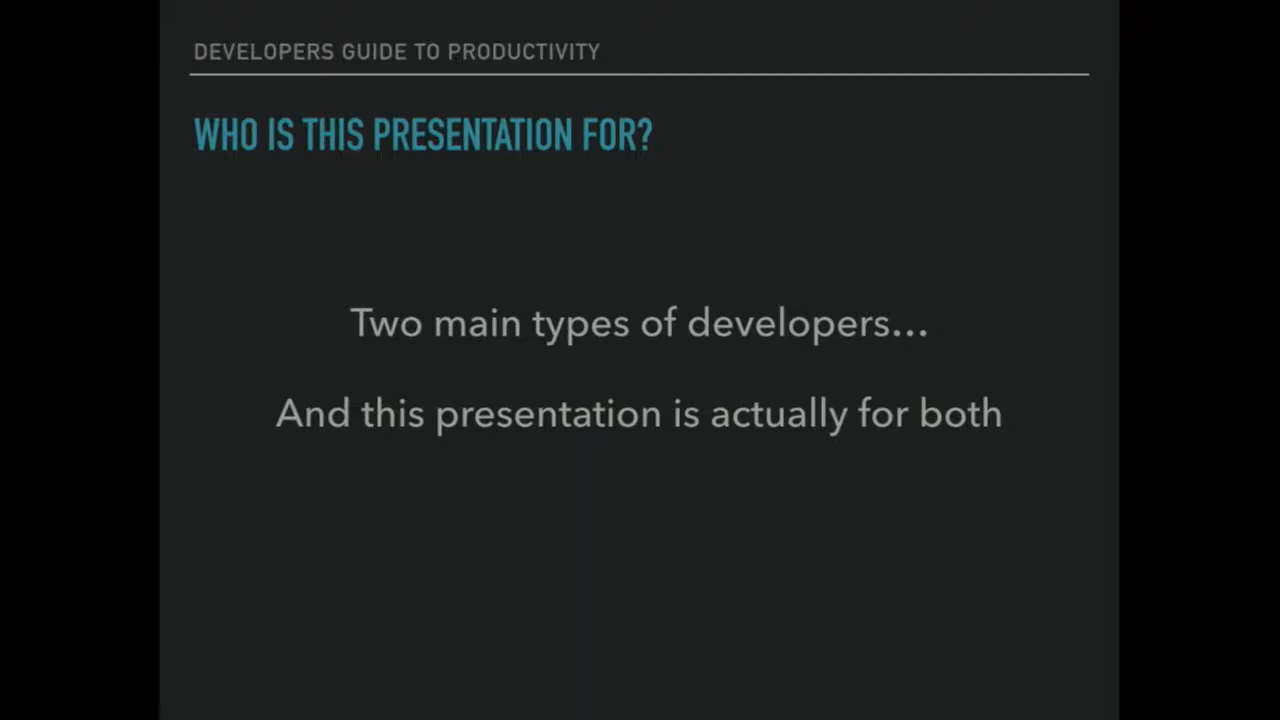 DEVELOPERS GUIDE TO PRODUCTIVITY
WHO IS THIS PRESENTATION FOR?
Two main types of developers…
And this presentation is actually for both